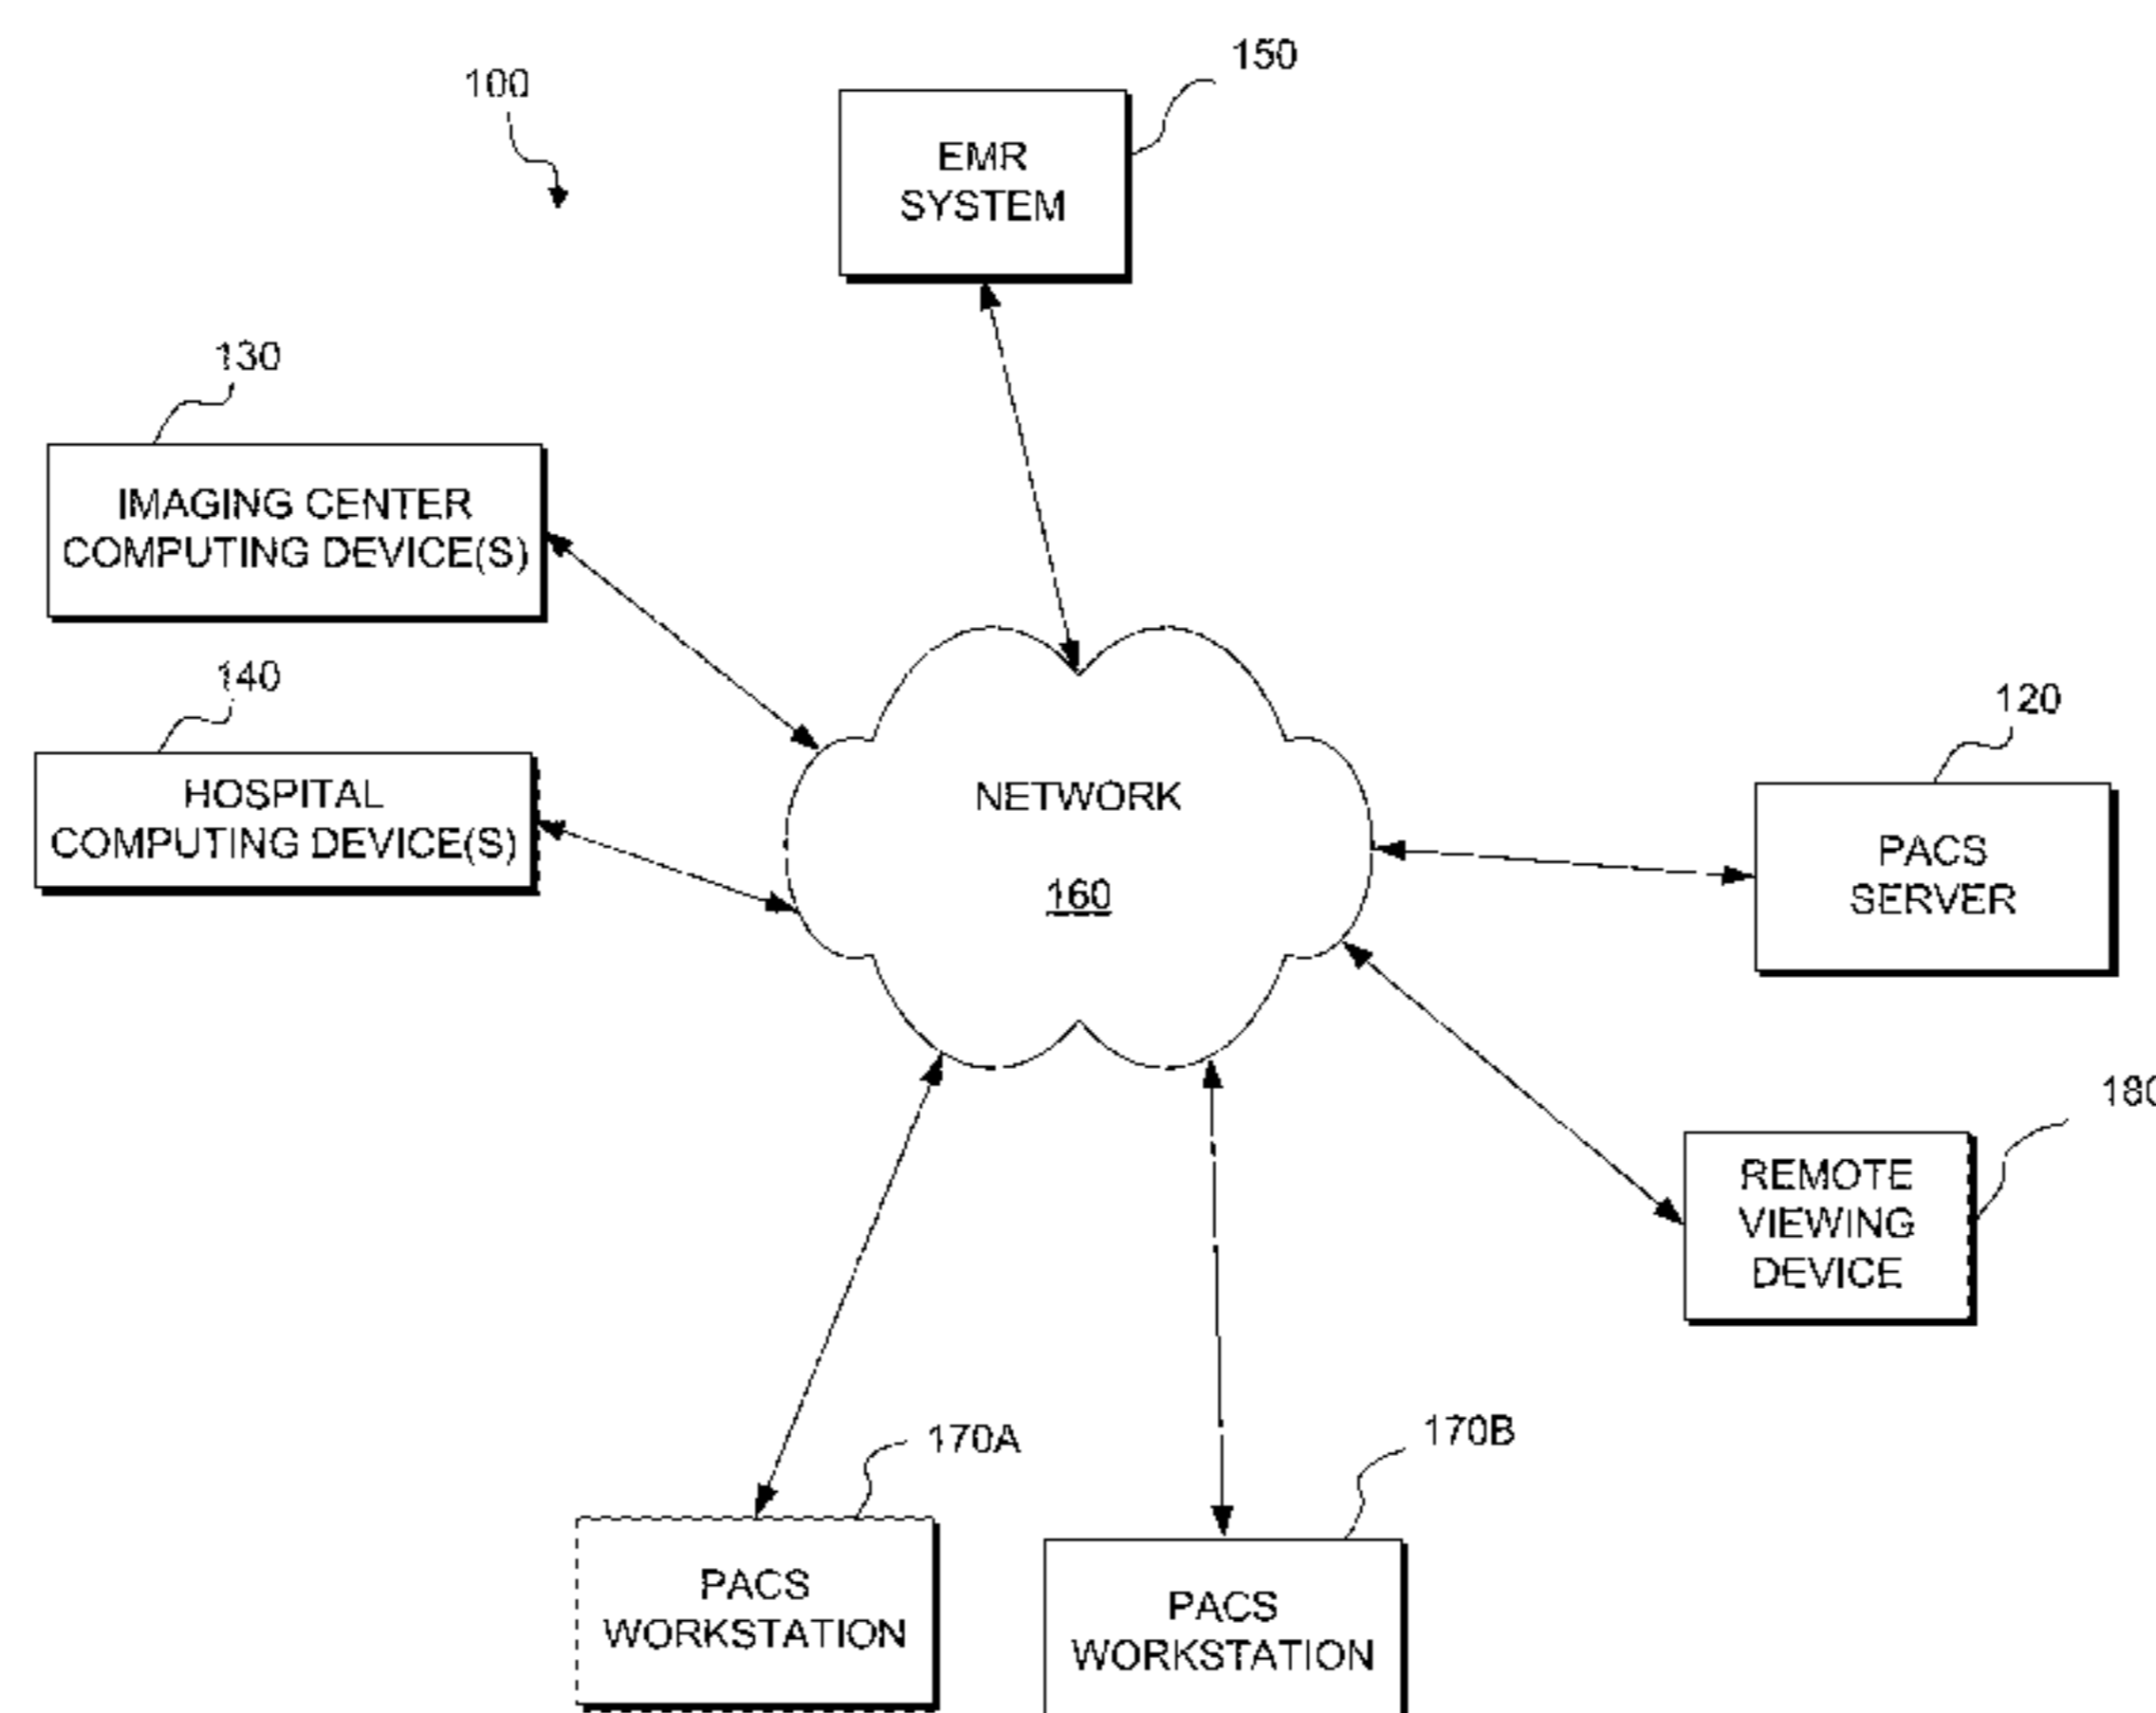 100
150
EMR
SYSTEM
130
IMAGING CENTER
COMPUTING DEVICE(S)
140
HOSPITAL
COMPUTING DEVICE(S)
NETWORK
160
120
PACS
SERVER
180
REMOTE
VIEWING
DEVICE
170A
PACS
WORKSTATION
170B
PACS
WORKSTATION